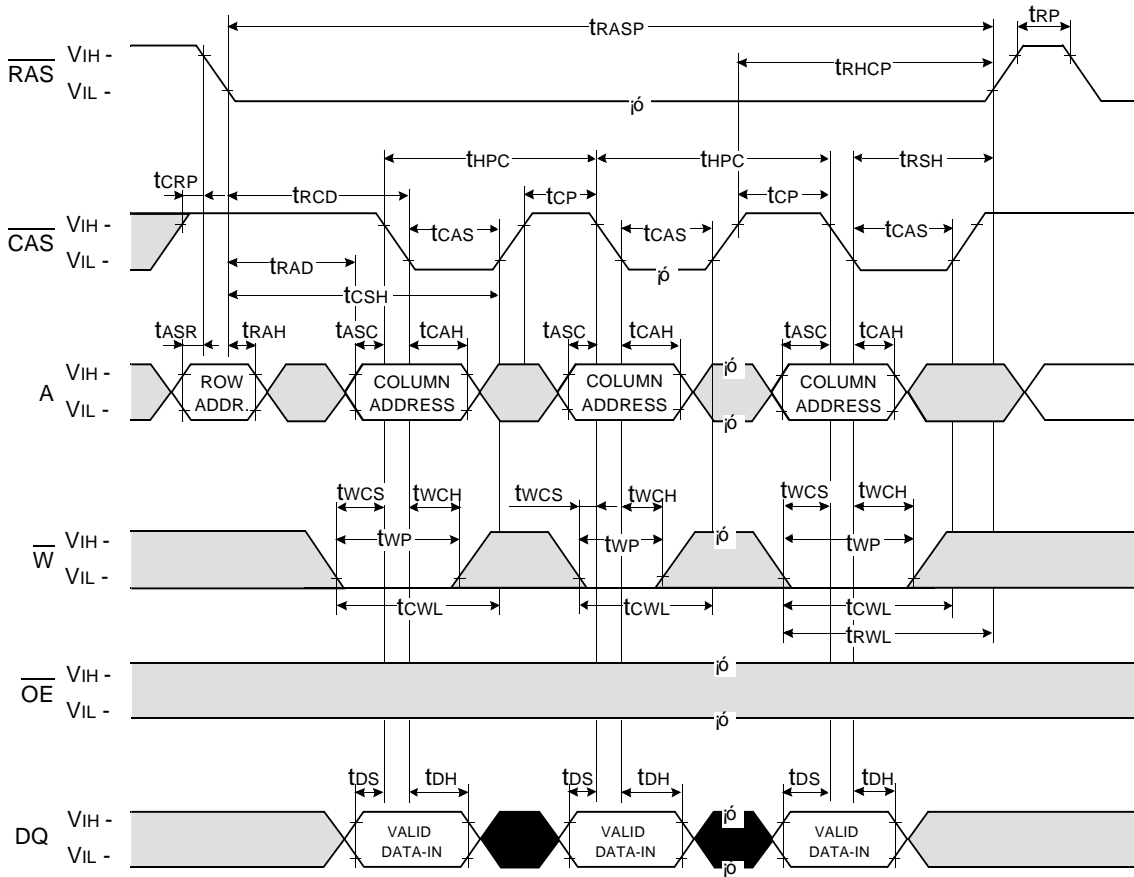 tRASP tRP
RAS VIH -
VIL -
tRHCP
¡ó
tHPC tHPC tRSH
tCRP tRCD tCP tCP
CAS VIH -
VIL -
tCAS tCAS tCAS
¡ó
tRAD
tCSH
tASR tRAH tASC tCAH tASC tCAH tASC tCAH
A VIH -
VIL -
ROW
ADDR.
COLUMN
ADDRESS
COLUMN
ADDRESS
¡ó
¡ó
COLUMN
ADDRESS
tWCS tWCH tWCS tWCH tWCS tWCH
W VIH -
VIL -
tWP tWP ¡ó tWP
tCWL tCWL tCWL
tRWL
OE VIH -
VIL -
¡ó
¡ó
tDS tDH tDS tDH tDS tDH
DQ VIH -
VIL -
VALID
DATA-IN
VALID
DATA-IN
¡ó
¡ó
VALID
DATA-IN